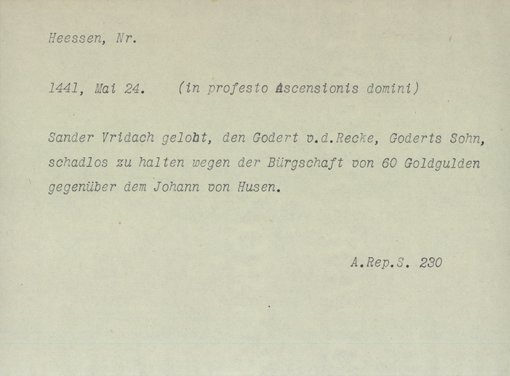 Heessen, Nr.
1441, Mai 24. (in profesto Ascensionis domini)
Sander Vridach gelobt, den Godert v.d.Recke, Goderts Sohn,
schadlos zu halten wegen der Bürgschaft von 60 Goldgulden
gegenüber dem Johann von Husen.
A.Rep.S. 230